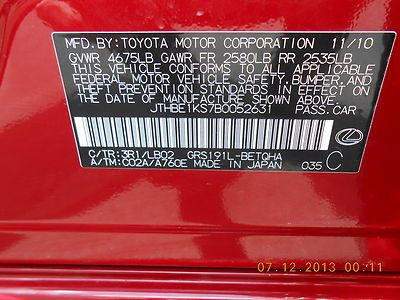 MFD. BY: TOYOTA MOTOR CORPORATION 11/10
GVWR 4675LB GAWR FR 2580LB RR 2535LB
THIS VEHICLE CONFORMS TO ALL APPLICABLE
FEDERAL MOTOR VEHICLE SAFETY, BUMPER, AND
THEFT PREVENTION STANDARDS IN EFFECT ON
THE DATE OF MANUFACTURE SHOWN ABOVE.
JTHBE1KS7B0052631 PASS.CAR
C/TR:3R1/LB02 GRS191L-BETQHA
A/TM:C02A/A760E MADE IN JAPAN 035 C
07.12.2013 00:11